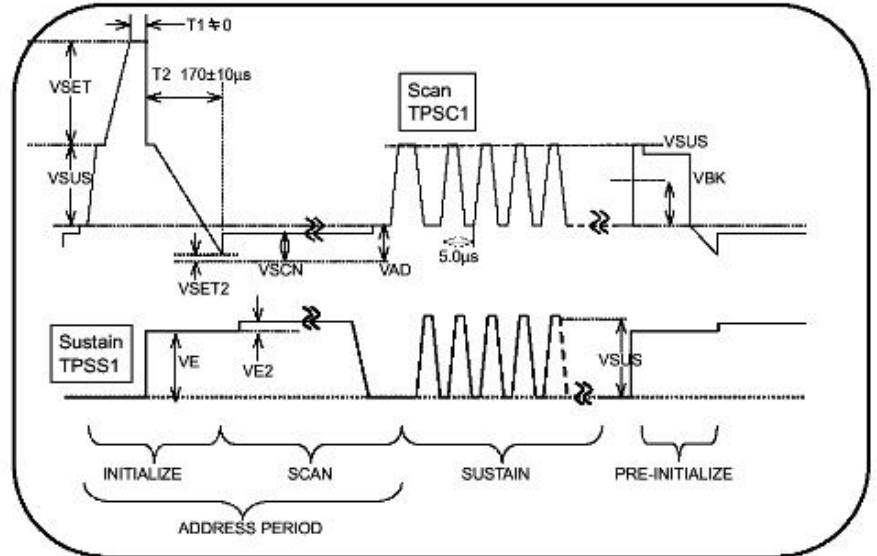 T1≒0
VSET
T2 170±10µs
Scan
TPSC1
VSUS
VSUS
VBK
VSCN
VAD
5.0µs
VSET2
Sustain
TPSS1
VE
VE2
VSUS
INITIALIZE
SCAN
SUSTAIN
PRE-INITIALIZE
ADDRESS PERIOD